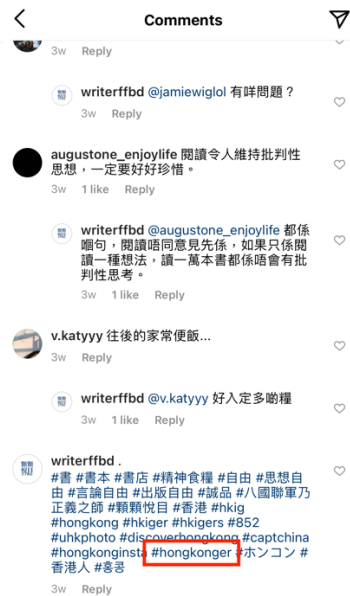 Comments
3w Reply
writerffbd @jamiewiglol 有咩問題?
3w Reply
augustone_enjoylife 閱讀令人維持批判性
思想,一定要好好珍惜。
3w 1 like Reply
writerffbd @augustone_enjoylife 都係
嗰句,閱讀唔同意見先係,如果只係閱
讀一種想法,讀一萬本書都係唔會有批
判性思考。
3w 1 like Reply
v.katyyy 往後的家常便飯...
3w Reply
writerffbd @v.katyyy 好入定多啲糧
3w 1 like Reply
writerffbd .
#書 #書本 #書店 #精神食糧 #自由 #思想自
由 #言論自由 #出版自由 #誠品 #八國聯軍乃
正義之師 #顆顆悅目 #香港 #hkig
#hongkong #hkiger #hkigers #852
#uhkphoto #discoverhongkong #captchina
#hongkonginsta #hongkonger #ホンコン #
香港人 #홍콩
3w Reply